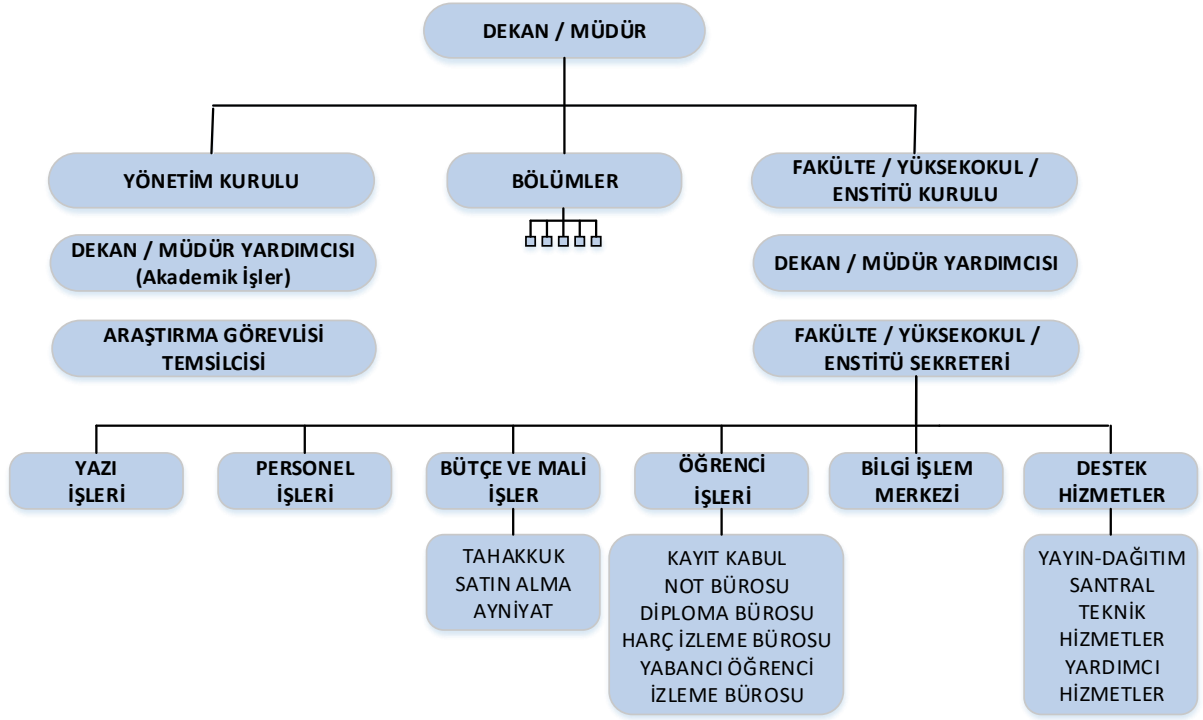 DEKAN / MÜDÜR
YÖNETİM KURULU
BÖLÜMLER
FAKÜLTE / YÜKSEKOKUL /
ENSTİTÜ KURULU
DEKAN / MÜDÜR YARDIMCISI
(Akademik İşler)
DEKAN / MÜDÜR YARDIMCISI
ARAŞTIRMA GÖREVLİSİ
TEMSİLCİSİ
FAKÜLTE / YÜKSEKOKUL /
ENSTİTÜ SEKRETERİ
YAZI
İŞLERİ
PERSONEL
İŞLERİ
BÜTÇE VE MALİ
İŞLER
ÖĞRENCİ
İŞLERİ
BİLGİ İŞLEM
MERKEZİ
DESTEK
HİZMETLER
TAHAKKUK
SATIN ALMA
AYNİYAT
KAYIT KABUL
NOT BÜROSU
DİPLOMA BÜROSU
HARÇ İZLEME BÜROSU
YABANCI ÖĞRENCİ
İZLEME BÜROSU
YAYIN-DAĞITIM
SANTRAL
TEKNİK
HİZMETLER
YARDIMCI
HİZMETLER